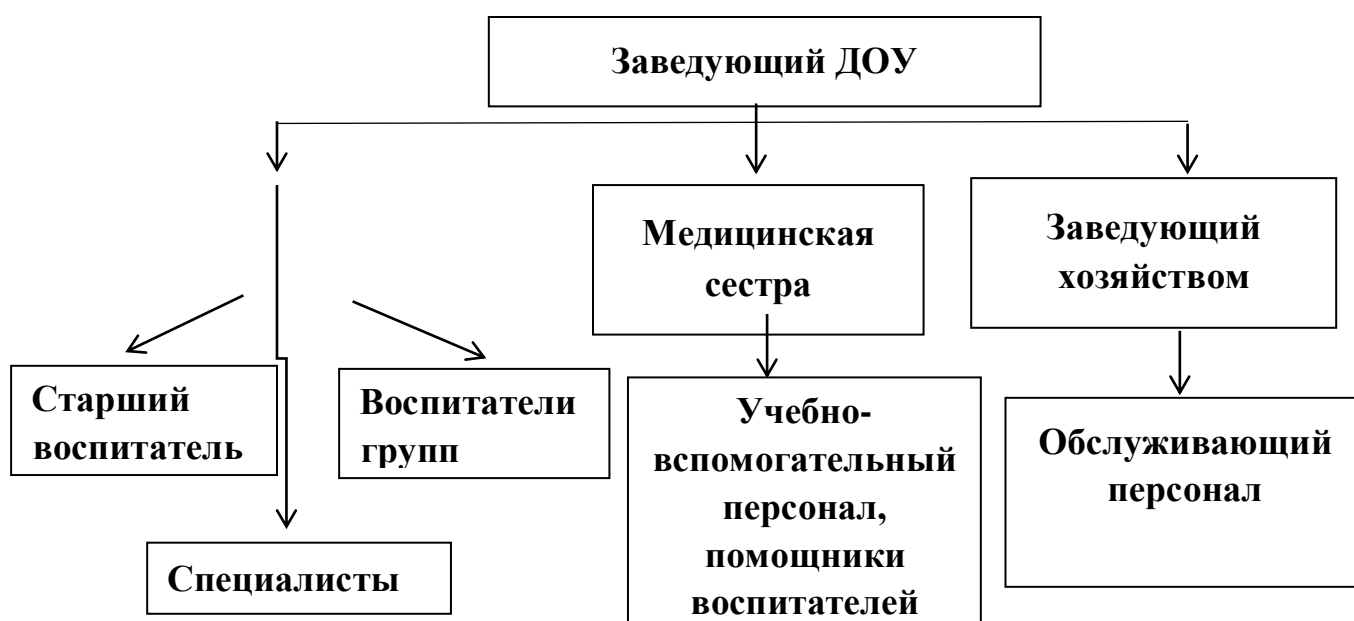 Заведующий ДОУ
Медицинская
сестра
Заведующий
хозяйством
Старший
воспитатель
Воспитатели
групп
Учебно-
вспомогательный
персонал,
помощники
воспитателей
Обслуживающий
персонал
Специалисты